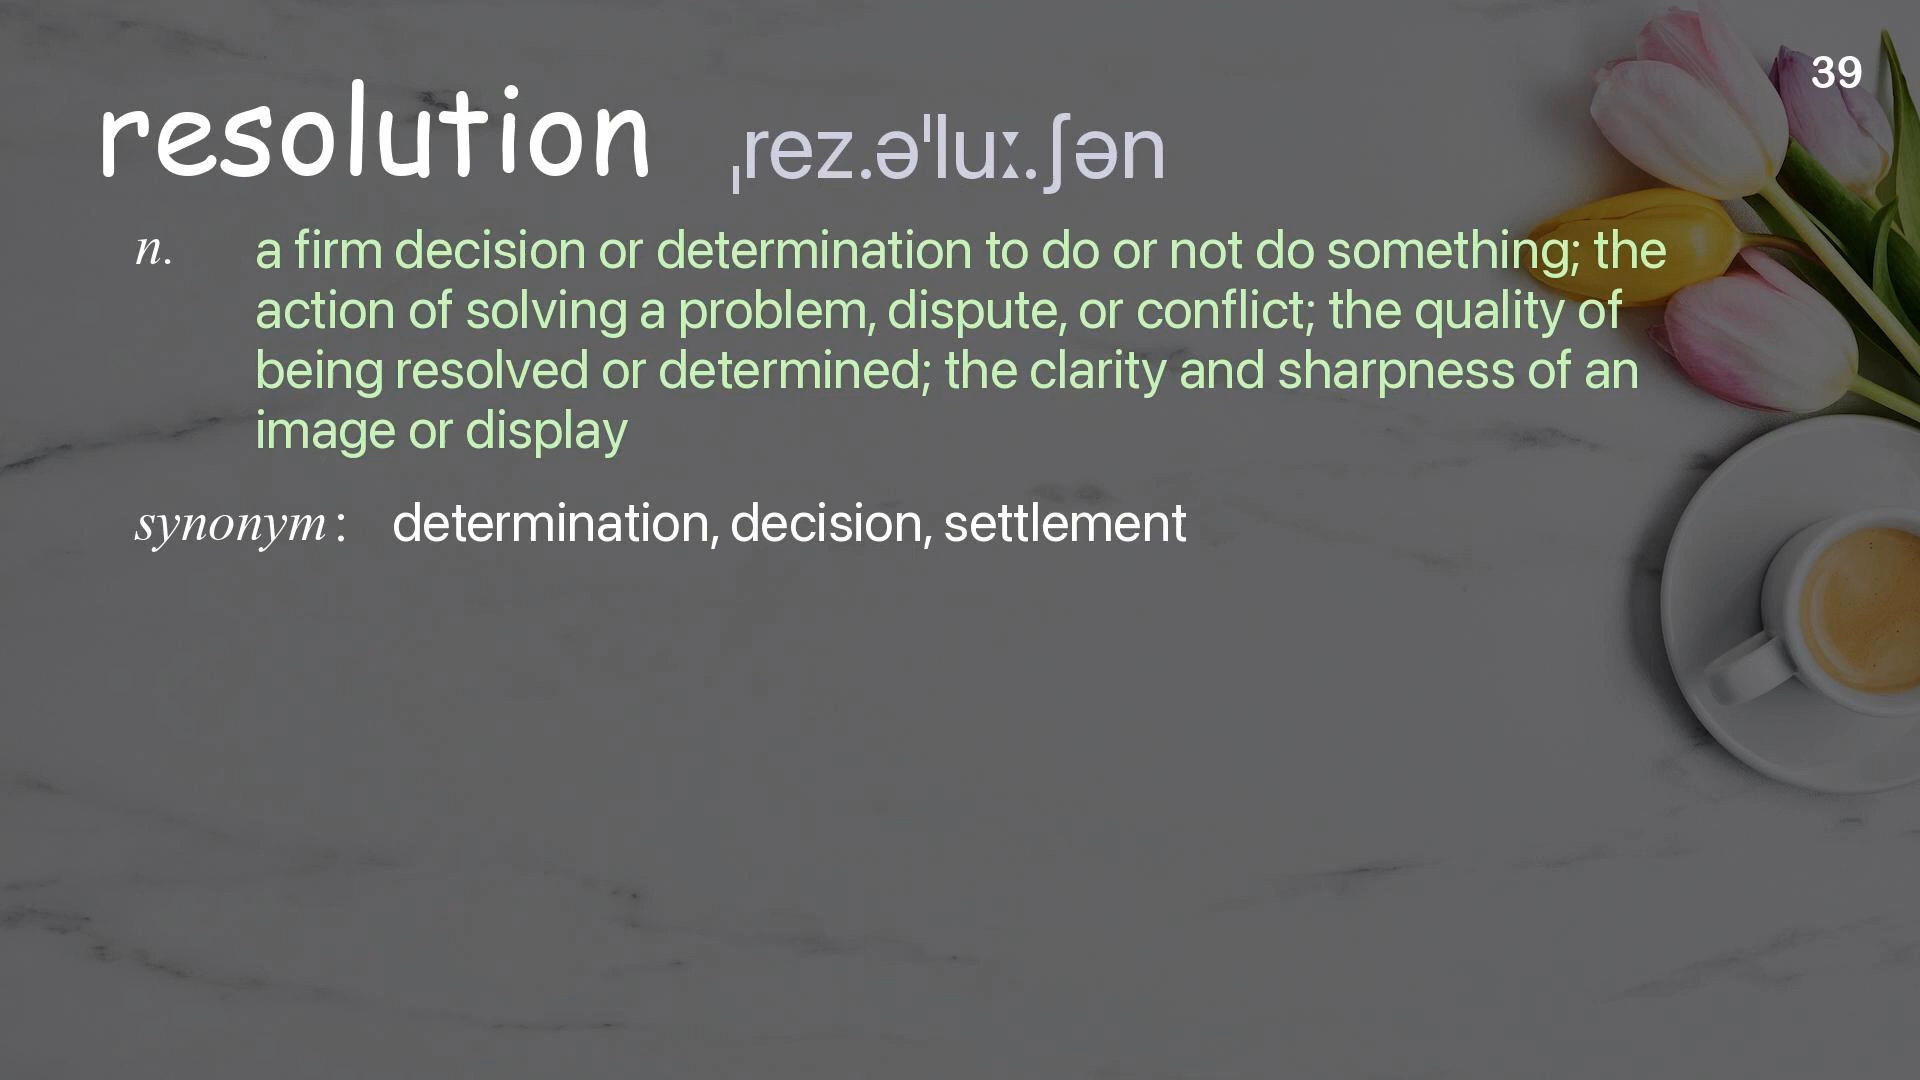 39
resolution ˌrez.əˈluː.ʃən
n. a firm decision or determination to do or not do something; the
action of solving a problem, dispute, or conflict; the quality of
being resolved or determined; the clarity and sharpness of an
image or display
synonym: determination, decision, settlement